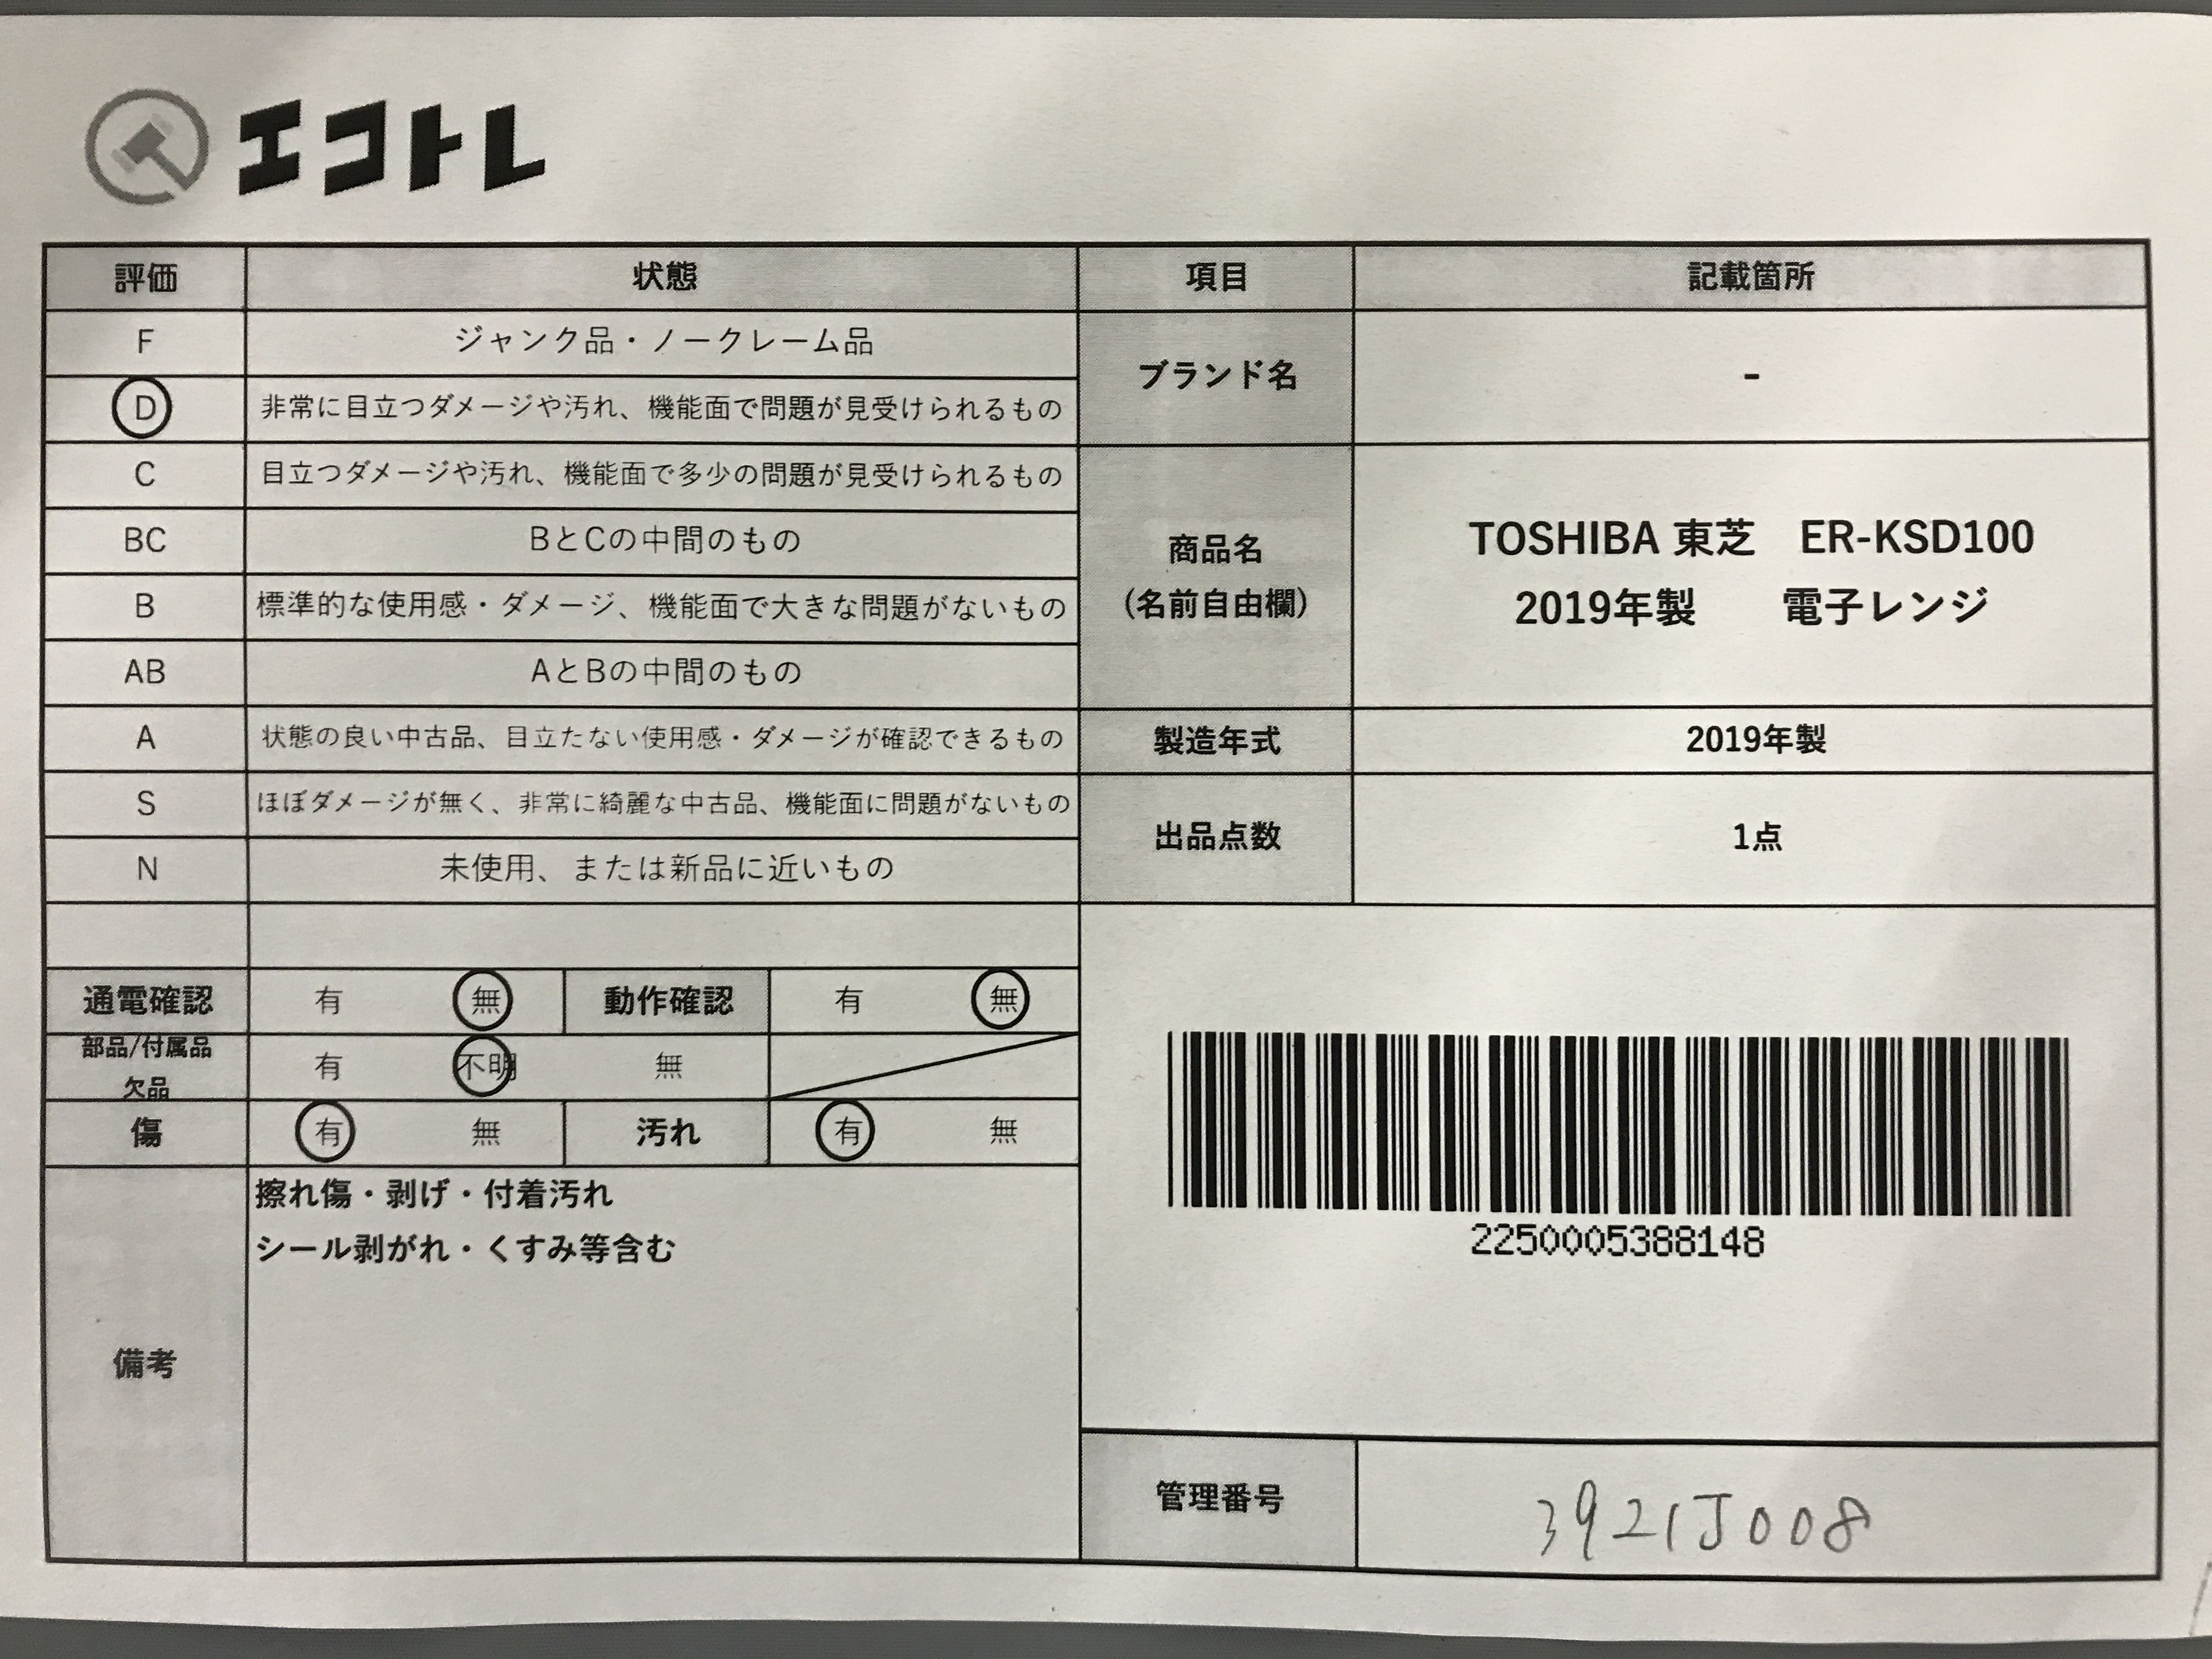 エコトレ
評価 状態 項目 記載箇所
F ジャンク品・ノークレーム品
D 非常に目立つダメージや汚れ、機能面で問題が見受けられるもの
ブランド名 -
C 目立つダメージや汚れ、機能面で多少の問題が見受けられるもの
BC BとCの中間のもの
B 標準的な使用感・ダメージ、機能面で大きな問題がないもの
AB AとBの中間のもの
商品名
(名前自由欄)
TOSHIBA 東芝 ER-KSD100
2019年製 電子レンジ
A 状態の良い中古品、目立たない使用感・ダメージが確認できるもの
製造年式 2019年製
S ほぼダメージが無く、非常に綺麗な中古品、機能面に問題がないもの
出品点数 1点
N 未使用、または新品に近いもの
通電確認 有 無 動作確認 有 無
部品/付属品
欠品
有 不明 無
傷 有 無 汚れ 有 無
備考
擦れ傷・剥げ・付着汚れ
シール剥がれ・くすみ等含む
2250005388148
管理番号 3921J008